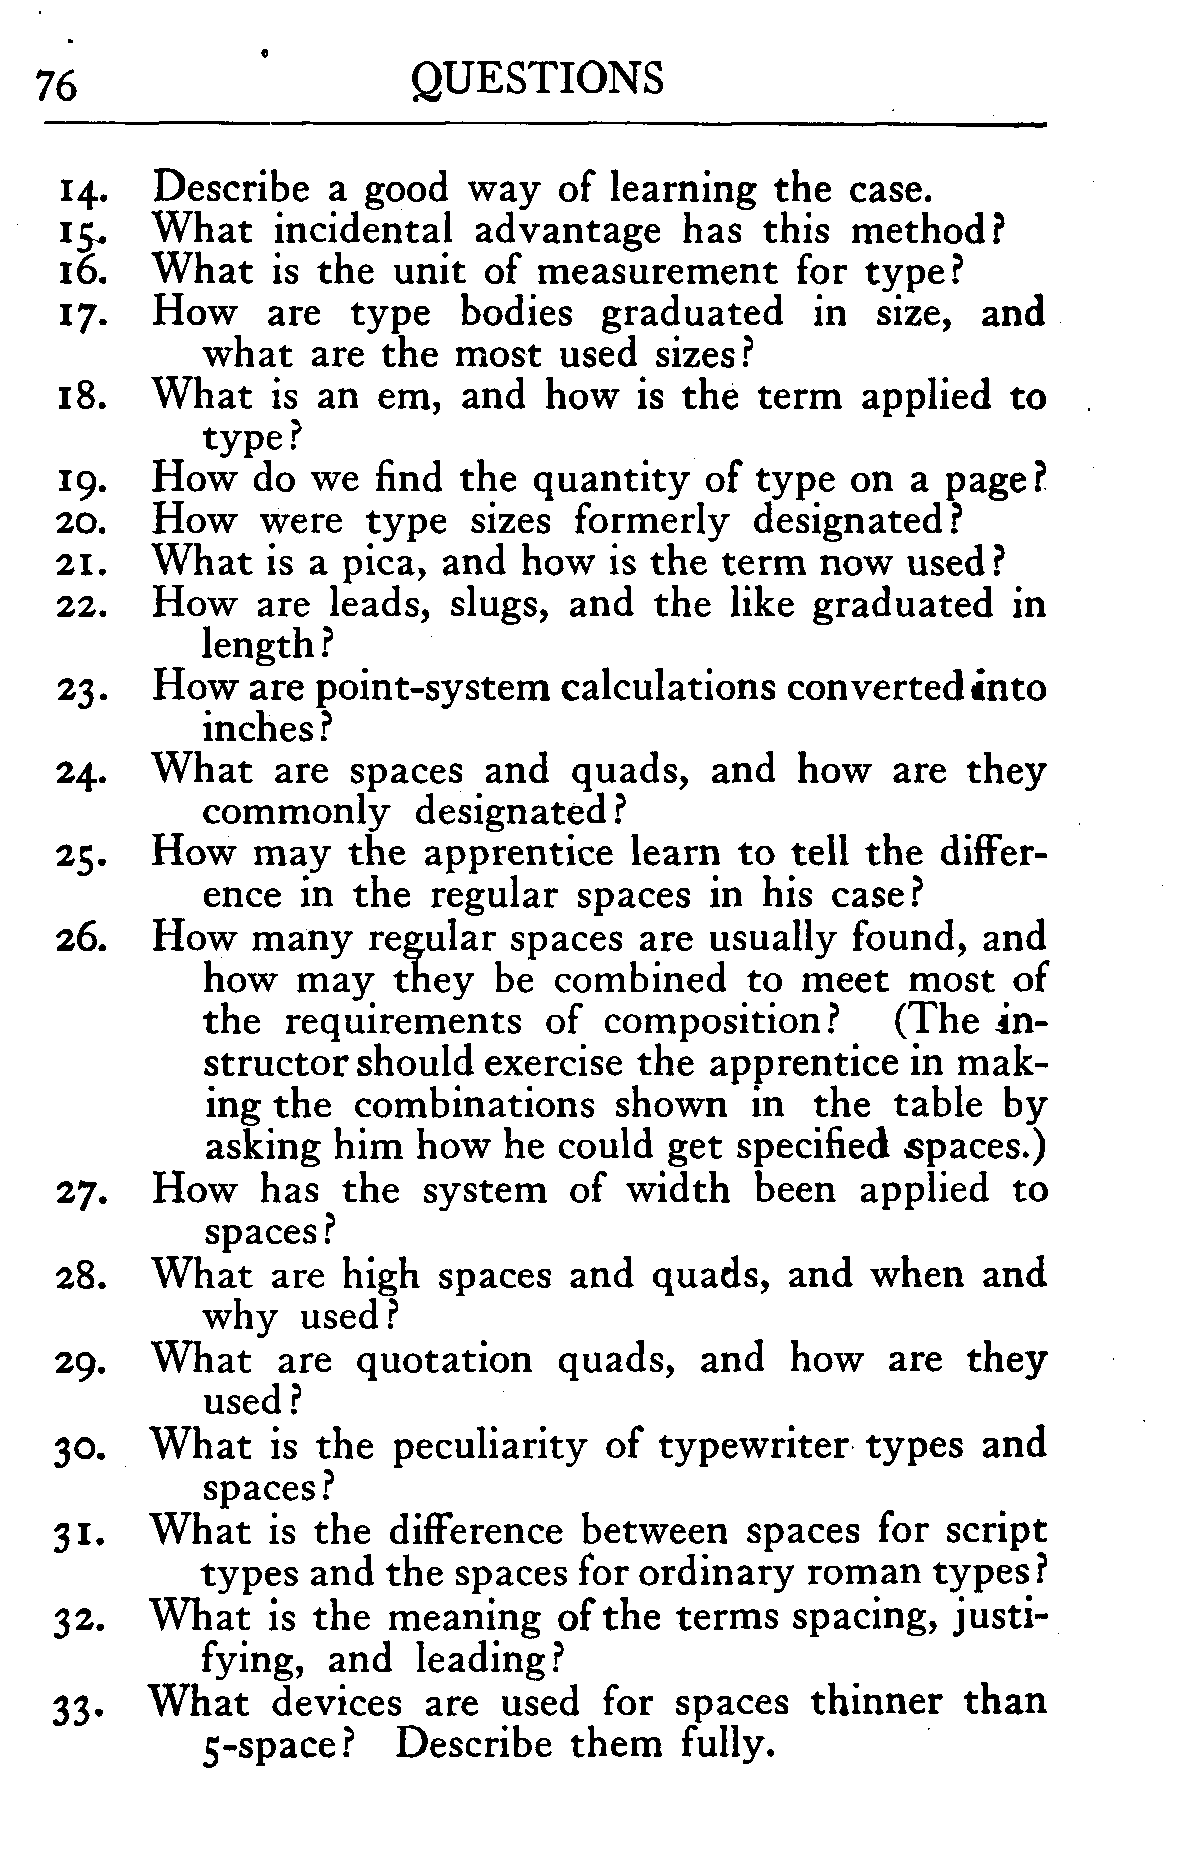 76 QUESTIONS
14. Describe a good way of learning the case.
15. What incidental advantage has this method?
16. What is the unit of measurement for type?
17. How are type bodies graduated in size, and
what are the most used sizes?
18. What is an em, and how is the term applied to
type?
19. How do we find the quantity of type on a page?
20. How were type sizes formerly designated?
21. What is a pica, and how is the term now used?
22. How are leads, slugs, and the like graduated in
length?
23. How are point-system calculations converted into
inches?
24. What are spaces and quads, and how are they
commonly designated?
25. How may the apprentice learn to tell the differ-
ence in the regular spaces in his case?
26. How many regular spaces are usually found, and
how may they be combined to meet most of
the requirements of composition? (The in-
structor should exercise the apprentice in mak-
ing the combinations shown in the table by
asking him how he could get specified spaces.)
27. How has the system of width been applied to
spaces?
28. What are high spaces and quads, and when and
why used?
29. What are quotation quads, and how are they
used?
30. What is the peculiarity of typewriter types and
spaces?
31. What is the difference between spaces for script
types and the spaces for ordinary roman types?
32. What is the meaning of the terms spacing, justi-
fying, and leading?
33. What devices are used for spaces thinner than
5-space? Describe them fully.